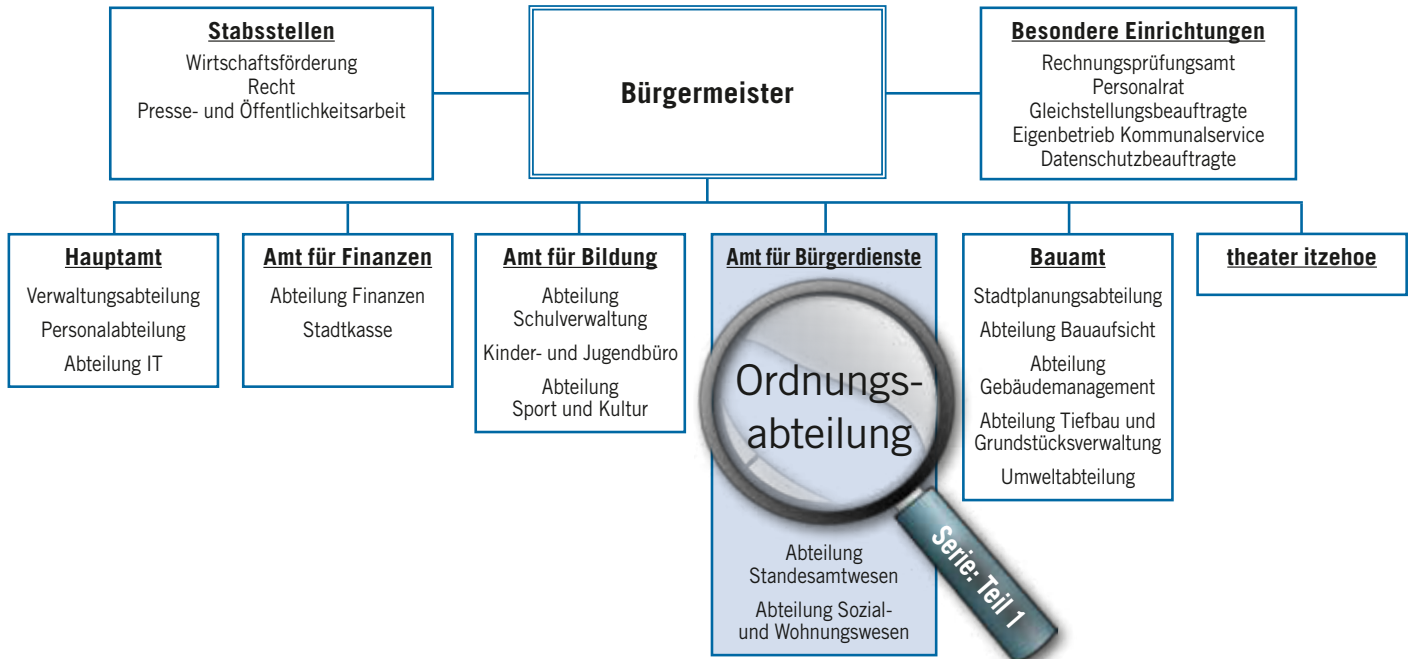 Stabsstellen
Wirtschaftsförderung
Recht
Presse- und Öffentlichkeitsarbeit
Bürgermeister
Besondere Einrichtungen
Rechnungsprüfungsamt
Personalrat
Gleichstellungsbeauftragte
Eigenbetrieb Kommunalservice
Datenschutzbeauftragte
Hauptamt
Verwaltungsabteilung
Personalabteilung
Abteilung IT
Amt für Finanzen
Abteilung Finanzen
Stadtkasse
Amt für Bildung
Abteilung
Schulverwaltung
Kinder- und Jugendbüro
Abteilung
Sport und Kultur
Amt für Bürgerdienste
Ordnungs-
abteilung
Abteilung
Standesamtwesen
Abteilung Sozial-
und Wohnungswesen
Serie: Teil 1
Bauamt
Stadtplanungsabteilung
Abteilung Bauaufsicht
Abteilung
Gebäudemanagement
Abteilung Tiefbau und
Grundstücksverwaltung
Umweltabteilung
theater itzehoe